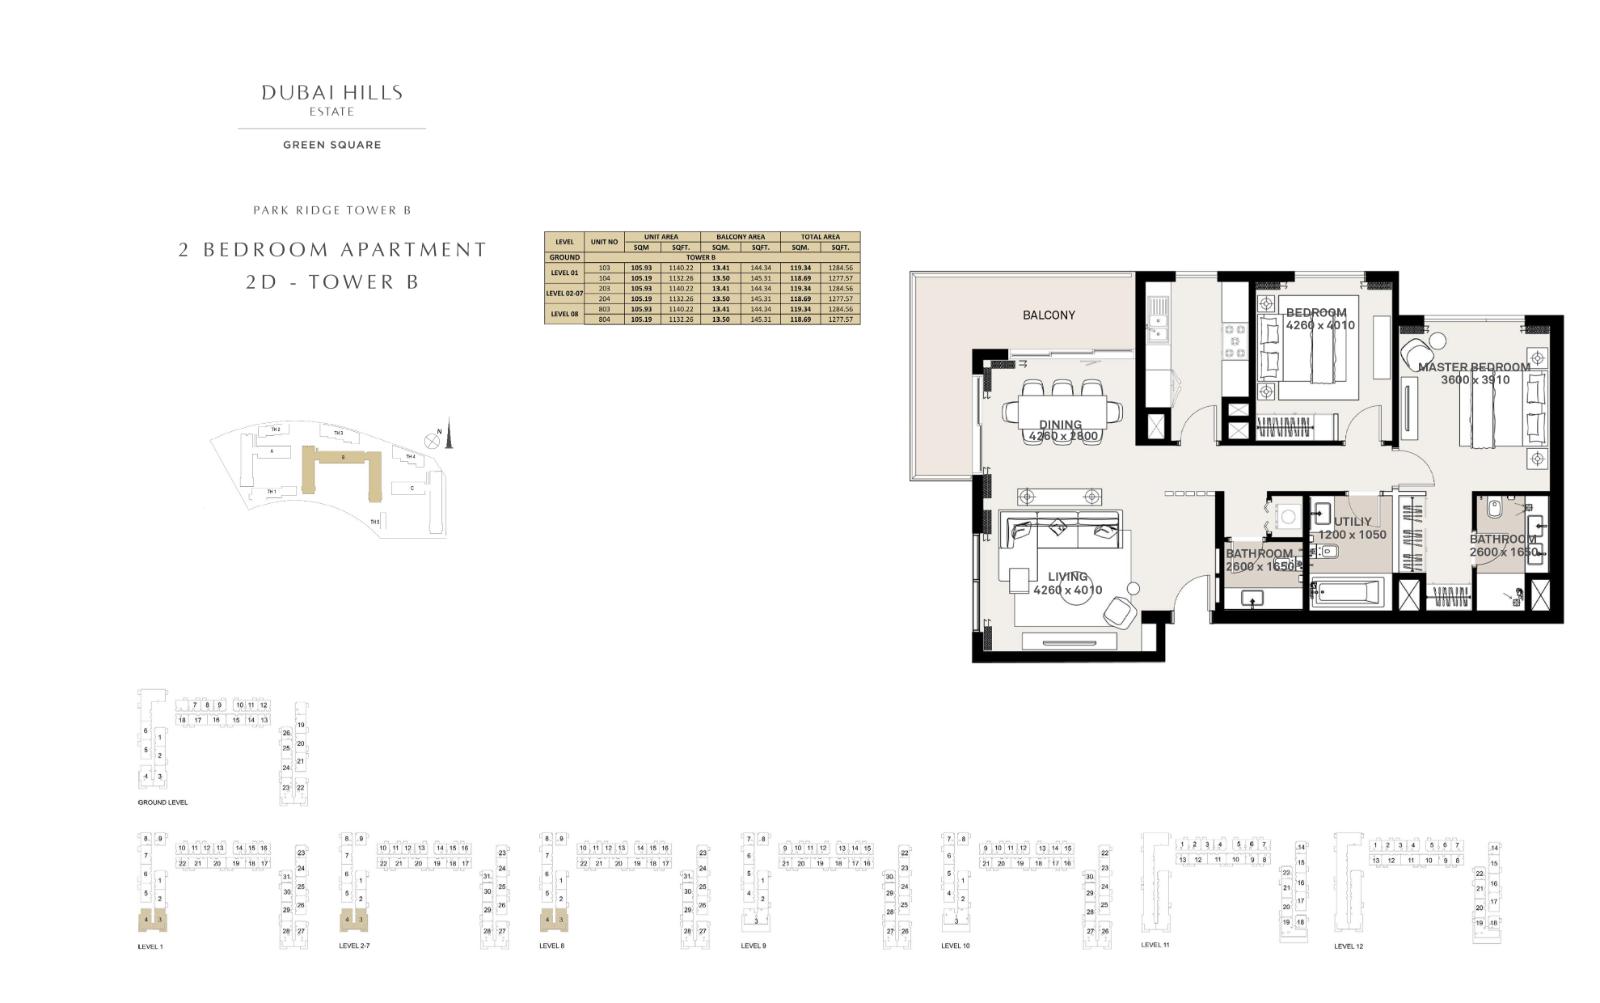 DUBAI HILLS
ESTATE
GREEN SQUARE
PARK RIDGE TOWER B
2 BEDROOM APARTMENT
2D - TOWER B
LEVEL UNIT NO UNIT AREA BALCONY AREA TOTAL AREA
SQM SQFT. SQM. SQFT. SQM. SQFT.
GROUND TOWER B
LEVEL 01 103 105.93 1140.22 13.41 144.34 119.34 1284.56
104 105.19 1132.26 13.50 145.31 118.69 1277.57
LEVEL 02-07 203 105.93 1140.22 13.41 144.34 119.34 1284.56
204 105.19 1132.26 13.50 145.31 118.69 1277.57
LEVEL 08 803 105.93 1140.22 13.41 144.34 119.34 1284.56
804 105.19 1132.26 13.50 145.31 118.69 1277.57
BALCONY
BEDROOM
4260 x 4010
MASTER BEDROOM
3600 x 3910
DINING
4260 x 2800
UTILIY
1200 x 1050
BATHROOM
2600 x 1650
BATHROOM
2600 x 1650
LIVING
4260 x 4010
TH 2
TH 3
N
A
B
TH 4
TH 1
C
TH 5
7 8 9 10 11 12
18 17 16 15 14 13
6 1
5 2
4 3
19
26 20
25 21
24
23 22
GROUND LEVEL
8 9
7
6 1
5 2
4 3
10 11 12 13 14 15 16
22 21 20 19 18 17
23
24
31 25
30 26
29
28 27
LEVEL 1
8 9
7
6 1
5 2
4 3
10 11 12 13 14 15 16
22 21 20 19 18 17
23
24
31 25
30 26
29
28 27
LEVEL 2-7
8 9
7
6 1
5 2
4 3
10 11 12 13 14 15 16
22 21 20 19 18 17
23
24
31 25
30 26
29
28 27
LEVEL 8
7 8
6
5 1
4 2
3
9 10 11 12 13 14 15
21 20 19 18 17 16
22
23
30 24
29 25
28
27 26
LEVEL 9
7 8
6
5 1
4 2
3
9 10 11 12 13 14 15
21 20 19 18 17 16
22
23
30 24
29 25
28
27 26
LEVEL 10
1 2 3 4 5 6 7
13 12 11 10 9 8
14
15
22 16
21 17
20
19 18
LEVEL 11
1 2 3 4 5 6 7
13 12 11 10 9 8
14
15
22 16
21 17
20
19 18
LEVEL 12